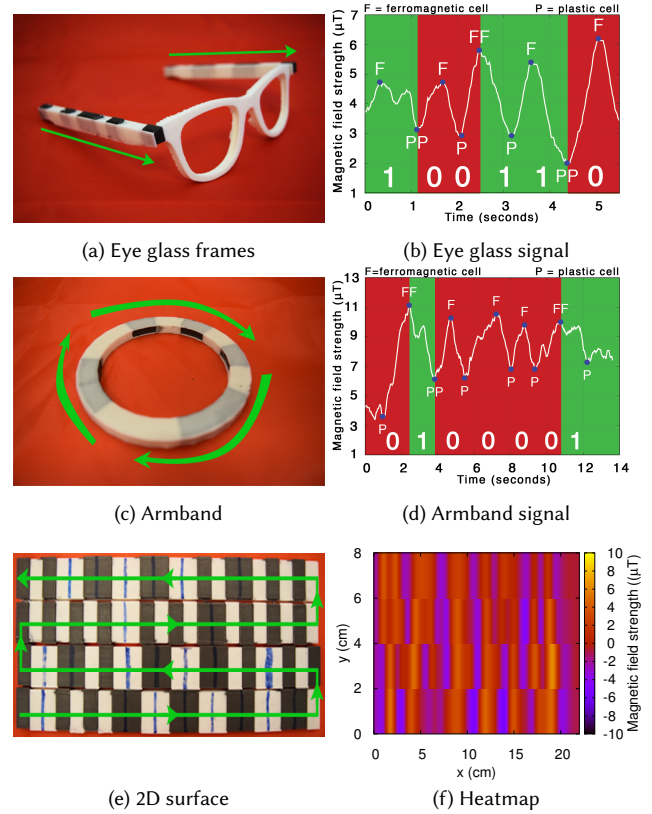 F = ferromagnetic cell P = plastic cell
7
6
5
4
3
2
1
Magnetic field strength (µT)
F
PP
F
P
FF
P
F
PP
F
1 0 0 1 1 0
0 1 2 3 4 5
Time (seconds)
(a) Eye glass frames
(b) Eye glass signal
F=ferromagnetic cell P = plastic cell
13
11
9
7
5
3
1
Magnetic field strength (µT)
P
FF
PP
F
P
F
P
F
P
FF
P
0 1 0 0 0 0 1
0 2 4 6 8 10 12 14
Time (seconds)
(c) Armband
(d) Armband signal
8
6
4
2
0
y (cm)
0 5 10 15 20
x (cm)
10
8
6
4
2
0
-2
-4
-6
-8
-10
Magnetic field strength ((µT)
(e) 2D surface
(f) Heatmap